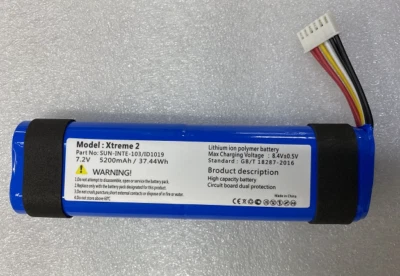 Model : Xtreme 2
Part No: SUN-INTE-103/ID1019
7.2V 5200mAh / 37.44Wh
Lithium ion polymer battery
Max Charging Voltage : 8.4V±0.5V
Standard : GB/T 18287-2016
WARNING!
Product description
High capacity battery
Circuit board dual protection
Made in China